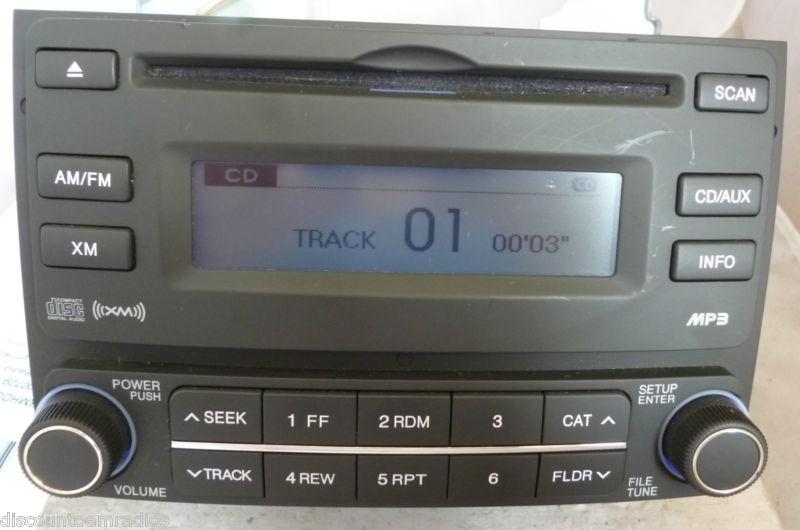 SCAN
AM/FM
CD
CD
CD/AUX
TRACK 01 00'03"
XM
INFO
COMPACT
disc
DIGITAL AUDIO
((XM))
MP3
POWER
PUSH
SETUP
ENTER
SEEK
1 FF
2 RDM
3
CAT
TRACK
4 REW
5 RPT
6
FLDR
VOLUME
FILE
TUNE
discountoemradios